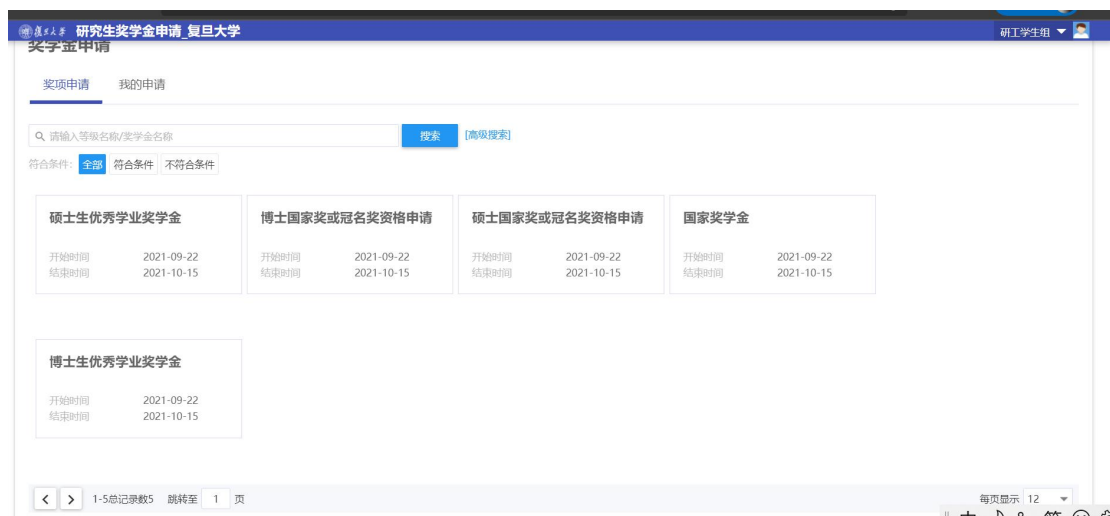 復旦大學 研究生奖学金申请_复旦大学 研工学生组
奖学金申请
奖项申请 我的申请
请输入等级名称/奖学金名称 搜索 [高级搜索]
符合条件: 全部 符合条件 不符合条件
硕士生优秀学业奖学金 博士国家奖或冠名奖资格申请 硕士国家奖或冠名奖资格申请 国家奖学金
开始时间 2021-09-22 开始时间 2021-09-22 开始时间 2021-09-22 开始时间 2021-09-22
结束时间 2021-10-15 结束时间 2021-10-15 结束时间 2021-10-15 结束时间 2021-10-15
博士生优秀学业奖学金
开始时间 2021-09-22
结束时间 2021-10-15
1-5总记录数5 跳转至 1 页 每页显示 12